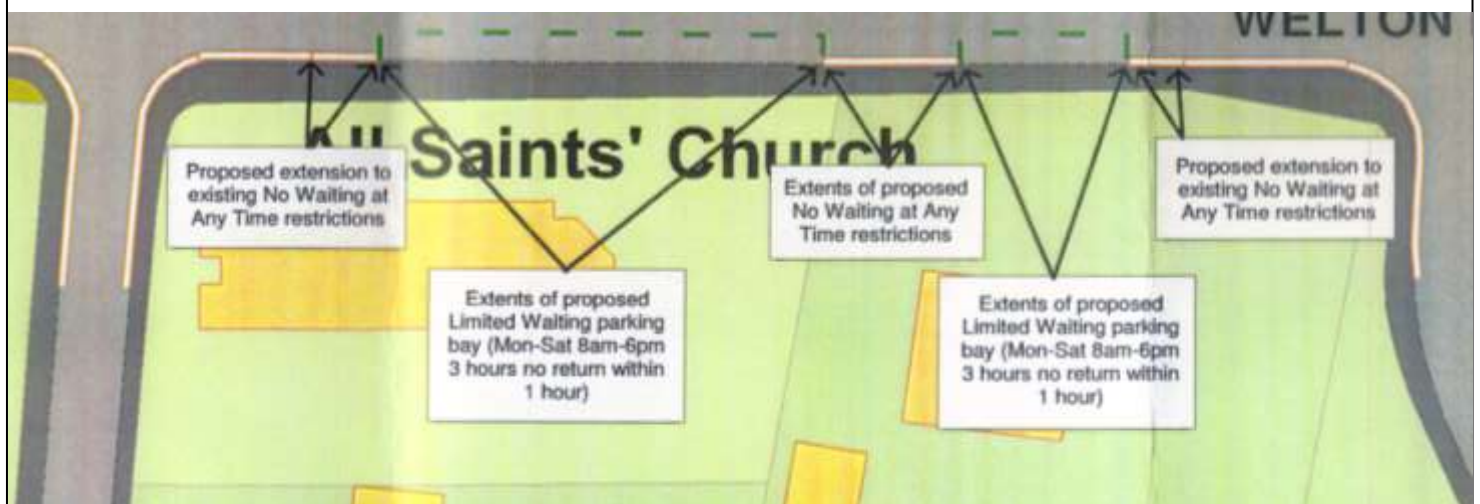 WELTON
All Saints' Church
Proposed extension to
existing No Waiting at
Any Time restrictions
Extents of proposed
Limited Waiting parking
bay (Mon-Sat 8am-6pm
3 hours no return within
1 hour)
Extents of proposed
No Waiting at Any
Time restrictions
Extents of proposed
Limited Waiting parking
bay (Mon-Sat 8am-6pm
3 hours no return within
1 hour)
Proposed extension to
existing No Waiting at
Any Time restrictions